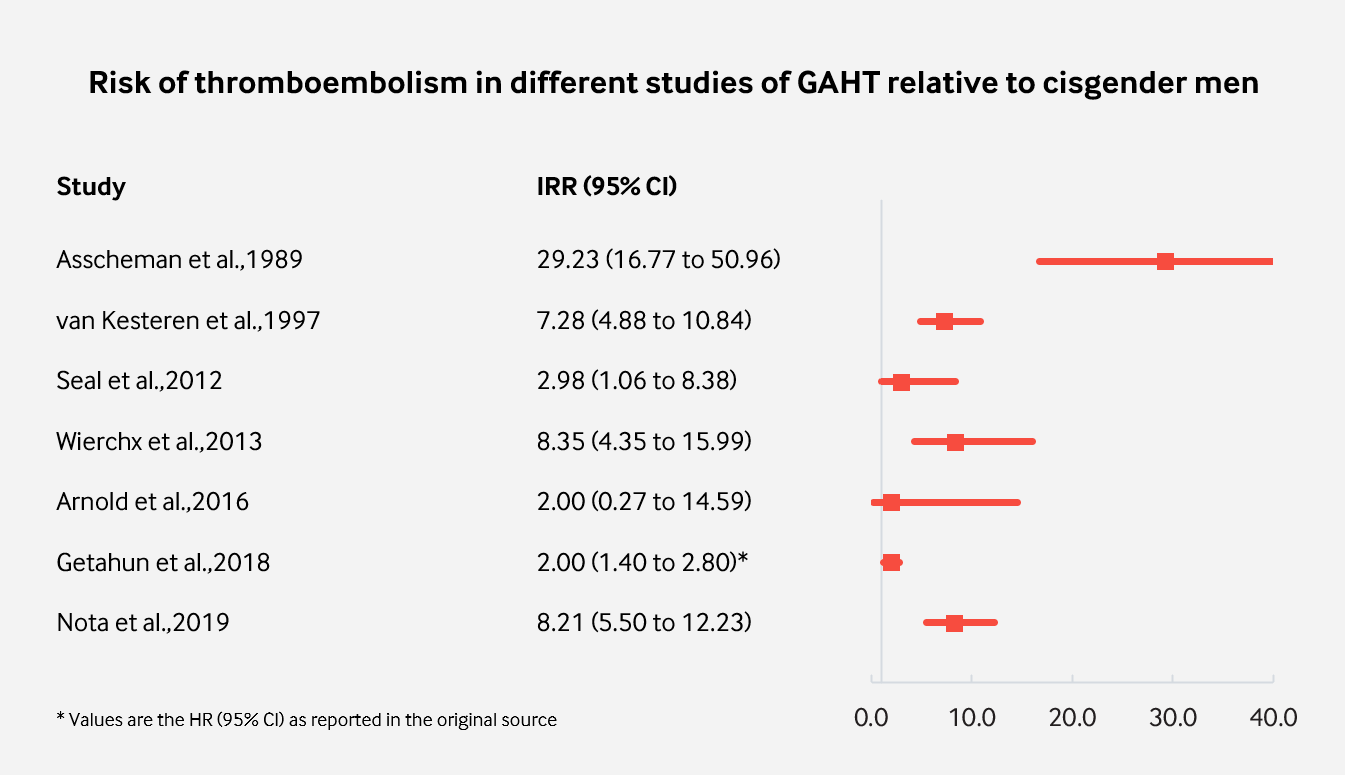 Risk of thromboembolism in different studies of GAHT relative to cisgender men
Study IRR (95% CI)
Asscheman et al.,1989 29.23 (16.77 to 50.96)
van Kesteren et al.,1997 7.28 (4.88 to 10.84)
Seal et al.,2012 2.98 (1.06 to 8.38)
Wierchx et al.,2013 8.35 (4.35 to 15.99)
Arnold et al.,2016 2.00 (0.27 to 14.59)
Getahun et al.,2018 2.00 (1.40 to 2.80)*
Nota et al.,2019 8.21 (5.50 to 12.23)
0.0 10.0 20.0 30.0 40.0
* Values are the HR (95% CI) as reported in the original source